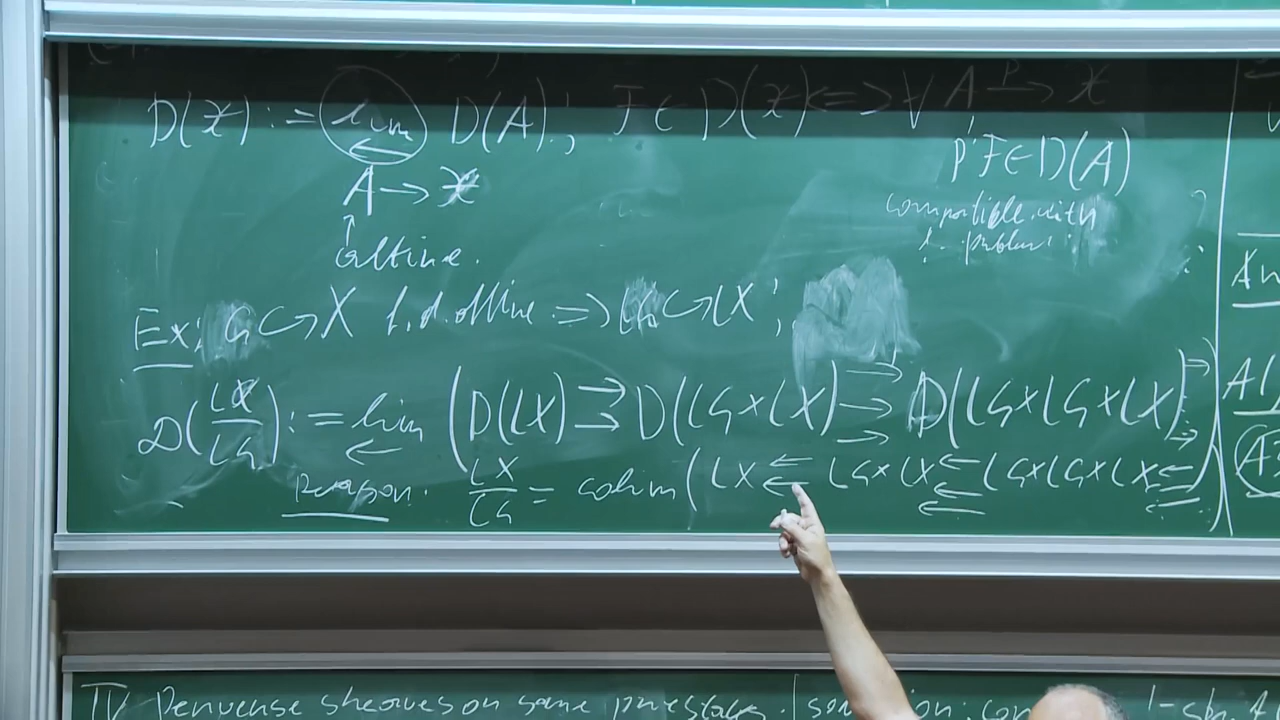 D(𝒳) := lim← D(A); F ∈ D(𝒳) <=> ∀ A →^p 𝒳,
A → 𝒳
p^! F ∈ D(A)
↑
affine.
compatible with
!-pullbacks
Ex: G ↻ X f.d. affine => LG ↻ LX;
D(LX/LG) := lim← (D(LX) ⇉ D(LG×LX) → → → D(LG×LG×LX)
Reason. LX/LG = colim (LX ⇇ LG×LX ← ← ← LG×LG×LX
IV Perverse sheaves on some prestacks